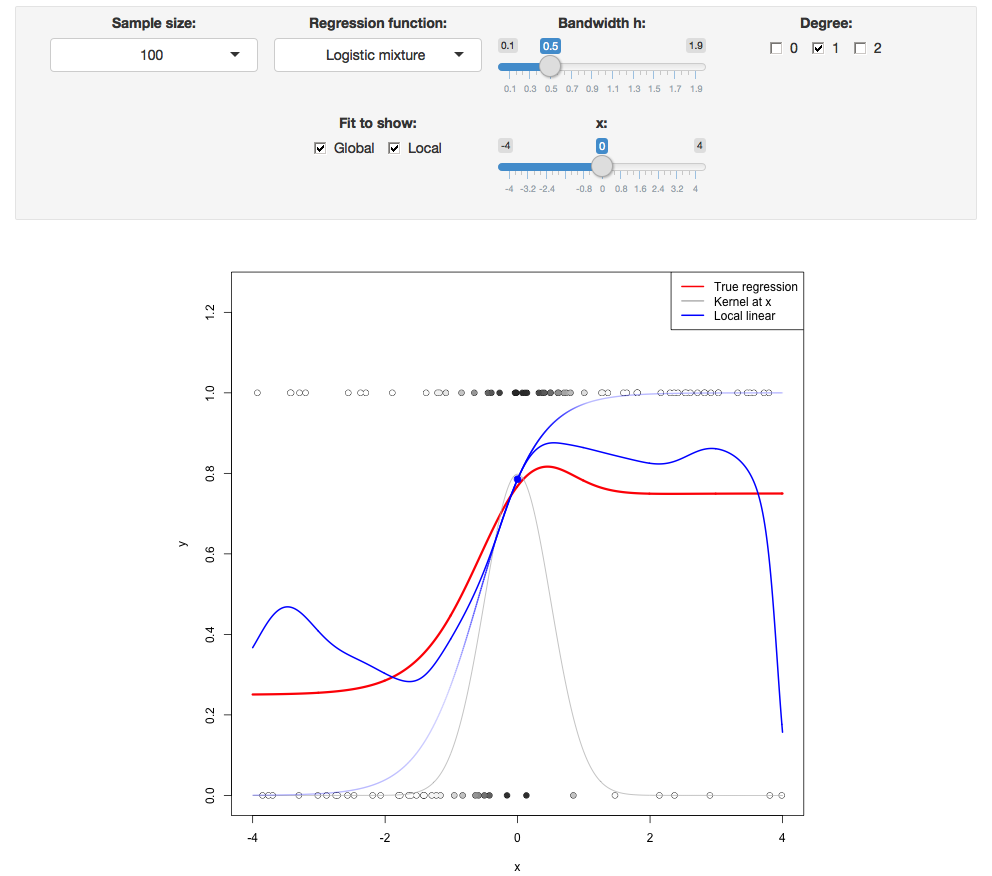 Sample size: Regression function: Bandwidth h: Degree:
100 Logistic mixture 0.1 0.5 1.9 0 1 2
0.1 0.3 0.5 0.7 0.9 1.1 1.3 1.5 1.7 1.9
Fit to show: x:
Global Local -4 0 4
-4 -3.2 -2.4 -0.8 0 0.8 1.6 2.4 3.2 4
True regression
Kernel at x
Local linear
1.2
1.0
0.8
0.6
0.4
0.2
0.0
y
-4 -2 0 2 4
x